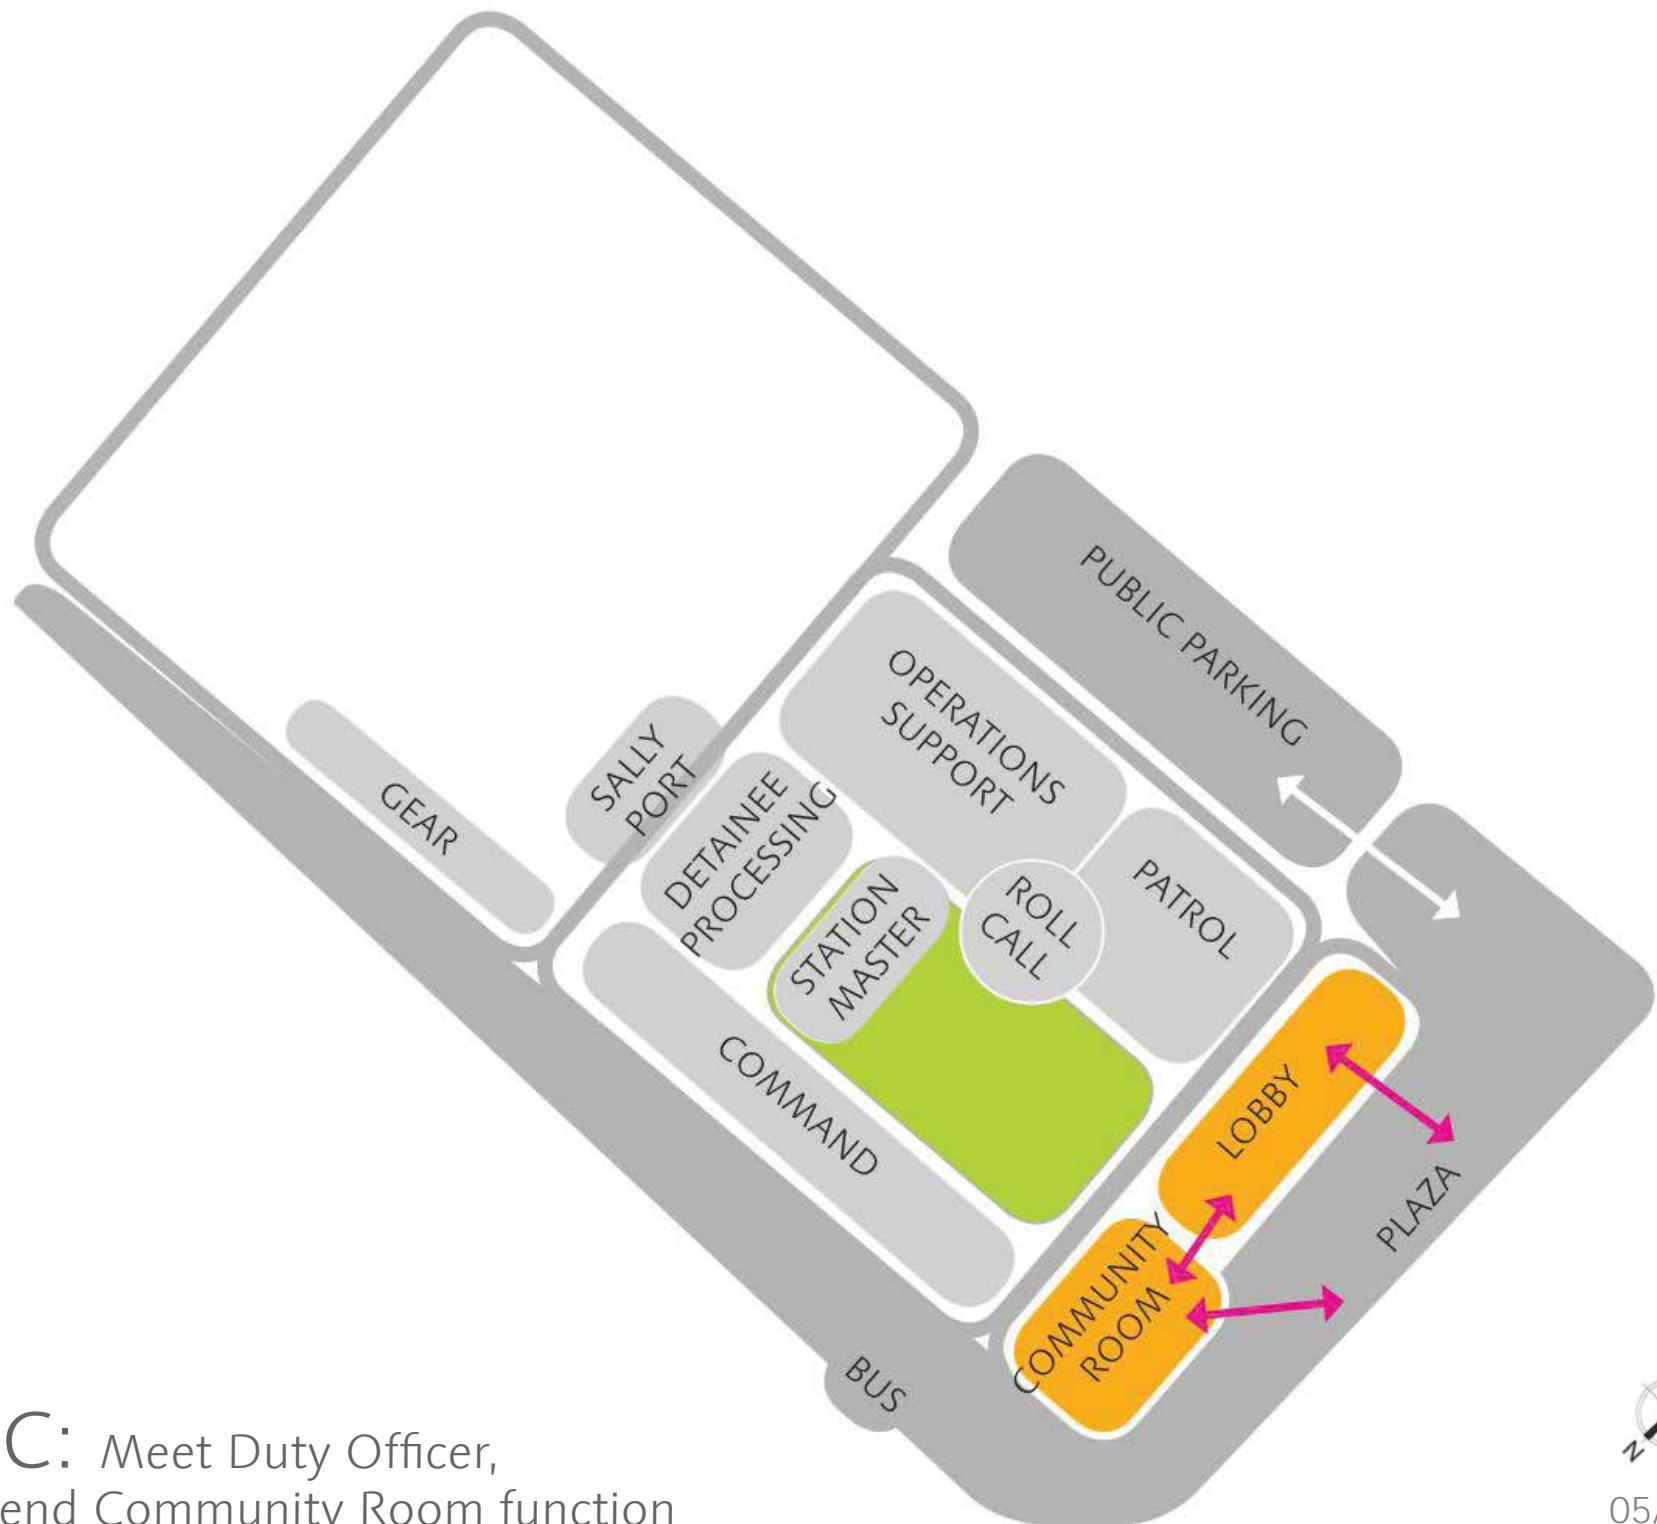 PUBLIC PARKING
OPERATIONS
SUPPORT
SALLY
PORT
GEAR
DETAINEE
PROCESSING
STATION
MASTER
ROLL
CALL
PATROL
COMMAND
LOBBY
PLAZA
COMMUNITY
ROOM
BUS
C: Meet Duty Officer,
end Community Room function
N
05/